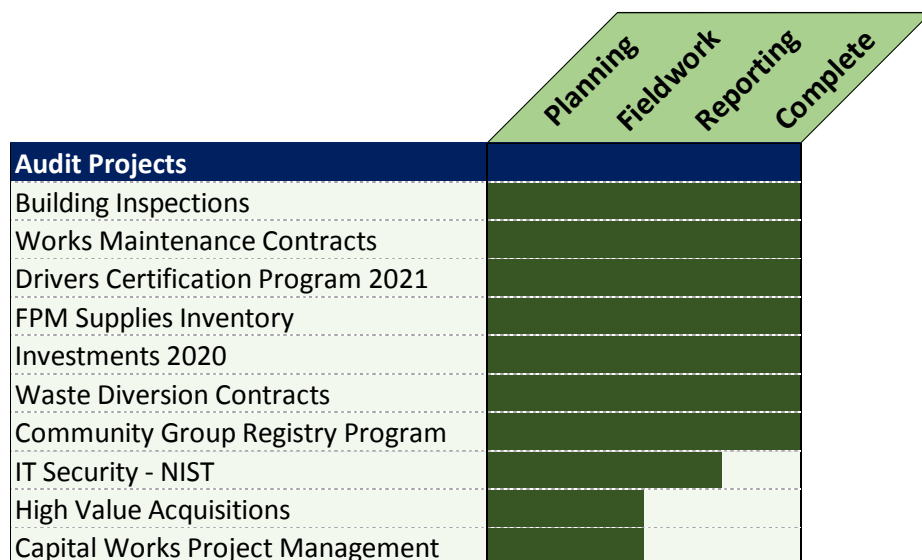 Planning
Fieldwork
Reporting
Complete
Audit Projects
Building Inspections
Works Maintenance Contracts
Drivers Certification Program 2021
FPM Supplies Inventory
Investments 2020
Waste Diversion Contracts
Community Group Registry Program
IT Security - NIST
High Value Acquisitions
Capital Works Project Management